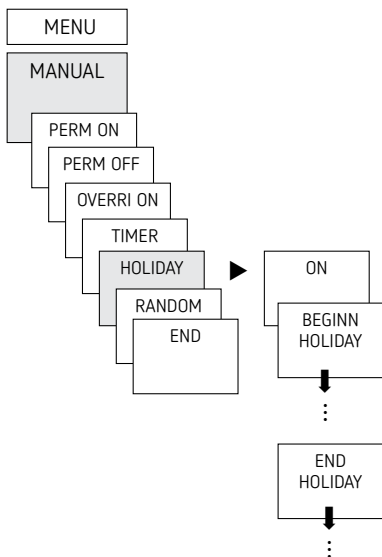 MENU
MANUAL
PERM ON
PERM OFF
OVERRI ON
TIMER
HOLIDAY
RANDOM
END
ON
BEGINN
HOLIDAY
END
HOLIDAY